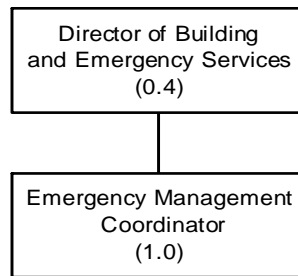 Director of Building
and Emergency Services
(0.4)
Emergency Management
Coordinator
(1.0)